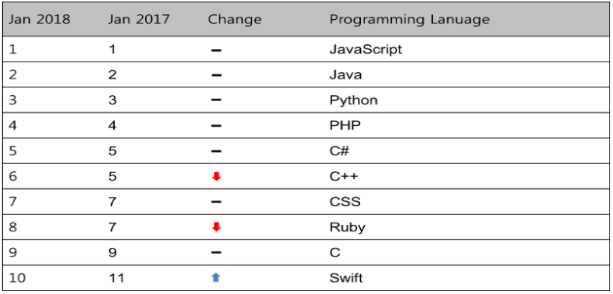 Jan 2018 Jan 2017 Change Programming Lanuage
1 1 – JavaScript
2 2 – Java
3 3 – Python
4 4 – PHP
5 5 – C#
6 5 C++
7 7 – CSS
8 7 Ruby
9 9 – C
10 11 Swift